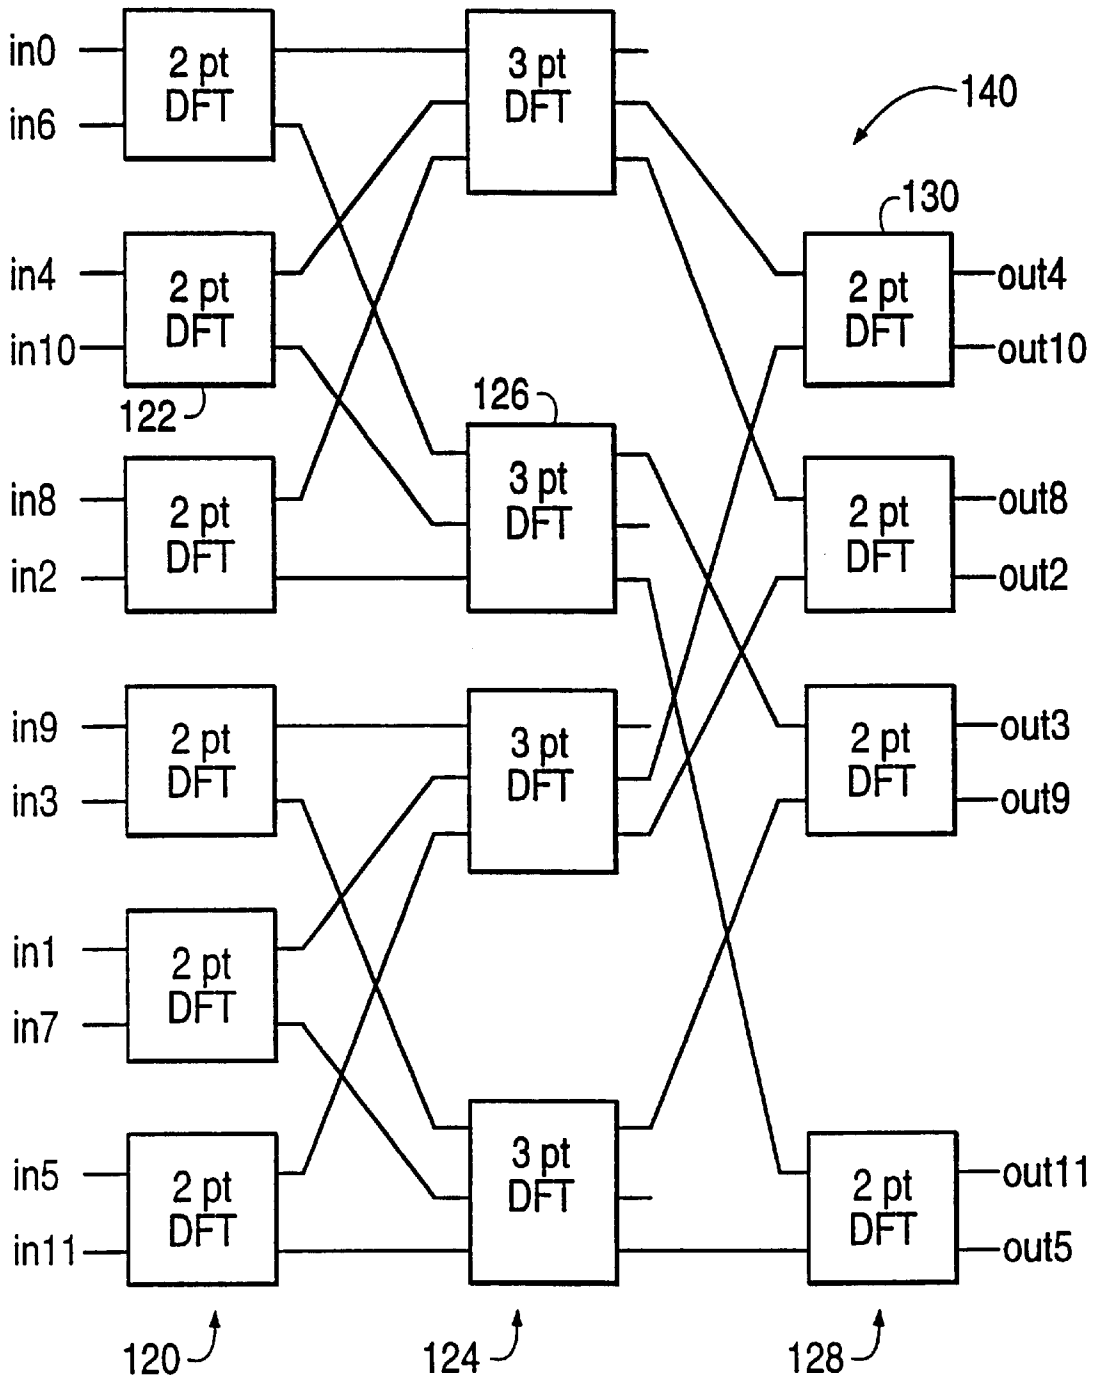 in0
2 pt
DFT
in6
3 pt
DFT
140
130
in4
2 pt
DFT
in10
122
2 pt
DFT
out4
out10
126
in8
2 pt
DFT
in2
3 pt
DFT
2 pt
DFT
out8
out2
in9
2 pt
DFT
in3
3 pt
DFT
2 pt
DFT
out3
out9
in1
2 pt
DFT
in7
in5
2 pt
DFT
in11
3 pt
DFT
2 pt
DFT
out11
out5
120
124
128